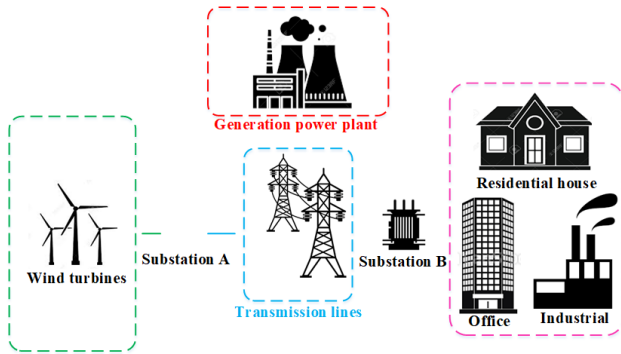 Generation power plant
Residential house
Wind turbines
Substation A
Substation B
Transmission lines
Office
Industrial